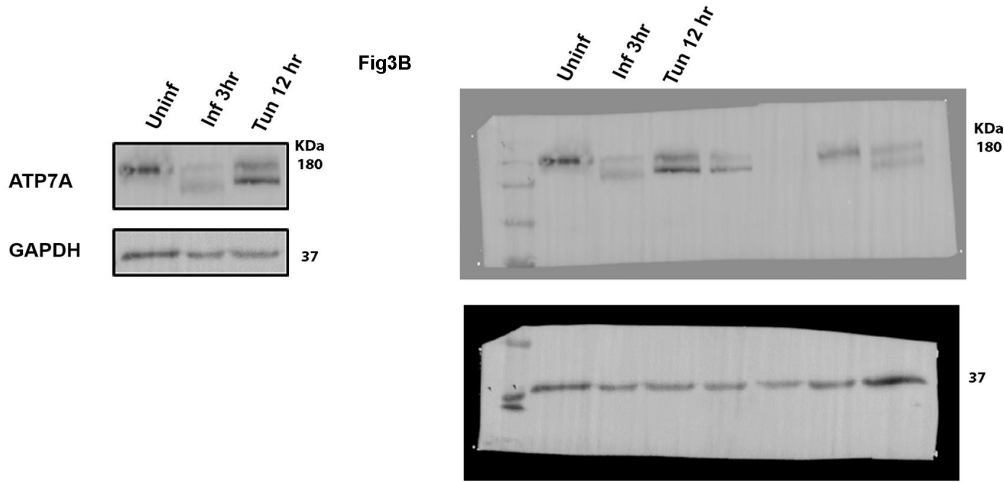 Fig3B
Uninf
Inf 3hr
Tun 12 hr
KDa
180
ATP7A
GAPDH
37
Uninf
Inf 3hr
Tun 12 hr
KDa
180
37